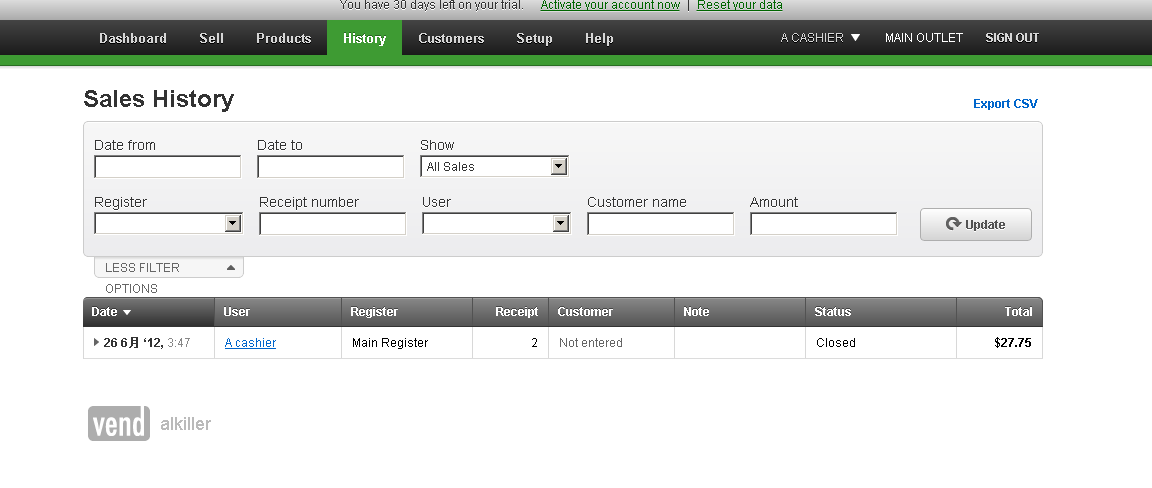 You have 30 days left on your trial. Activate your account now | Reset your data
Dashboard Sell Products History Customers Setup Help A CASHIER MAIN OUTLET SIGN OUT
Sales History
Export CSV
Date from Date to Show
All Sales
Register Receipt number User Customer name Amount
Update
LESS FILTER
OPTIONS
Date User Register Receipt Customer Note Status Total
26 6月 ‘12, 3:47 A cashier Main Register 2 Not entered Closed $27.75
vend alkiller